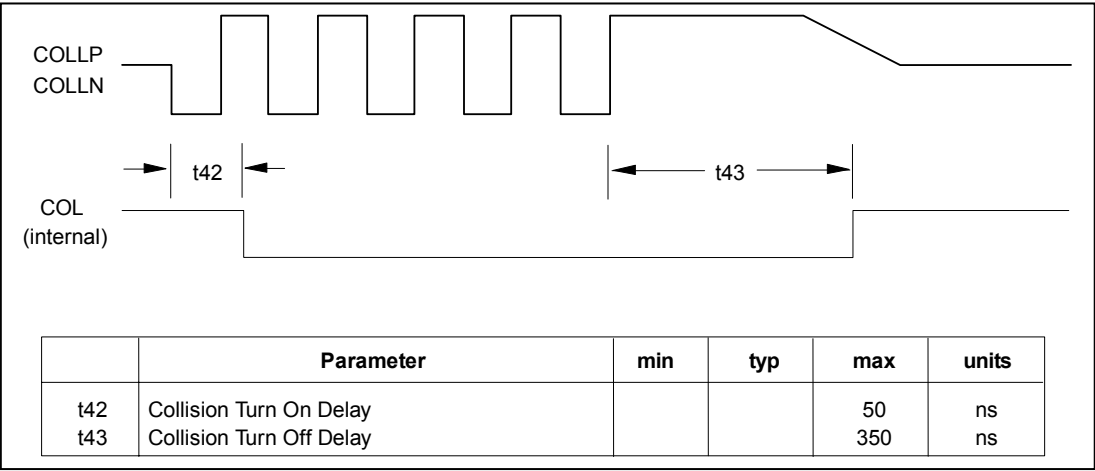 COLLP
COLLN
t42
t43
COL
(internal)
Parameter min typ max units
t42 Collision Turn On Delay 50 ns
t43 Collision Turn Off Delay 350 ns